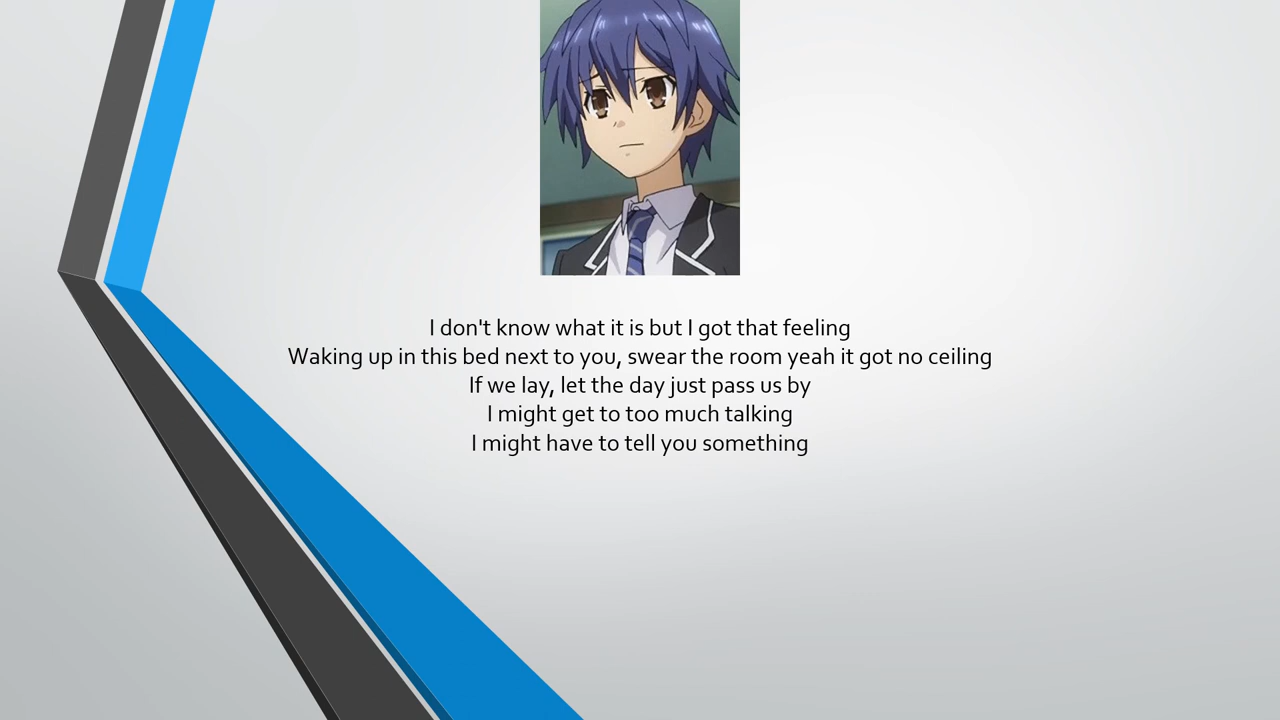 I don't know what it is but I got that feeling
Waking up in this bed next to you, swear the room yeah it got no ceiling
If we lay, let the day just pass us by
I might get to too much talking
I might have to tell you something